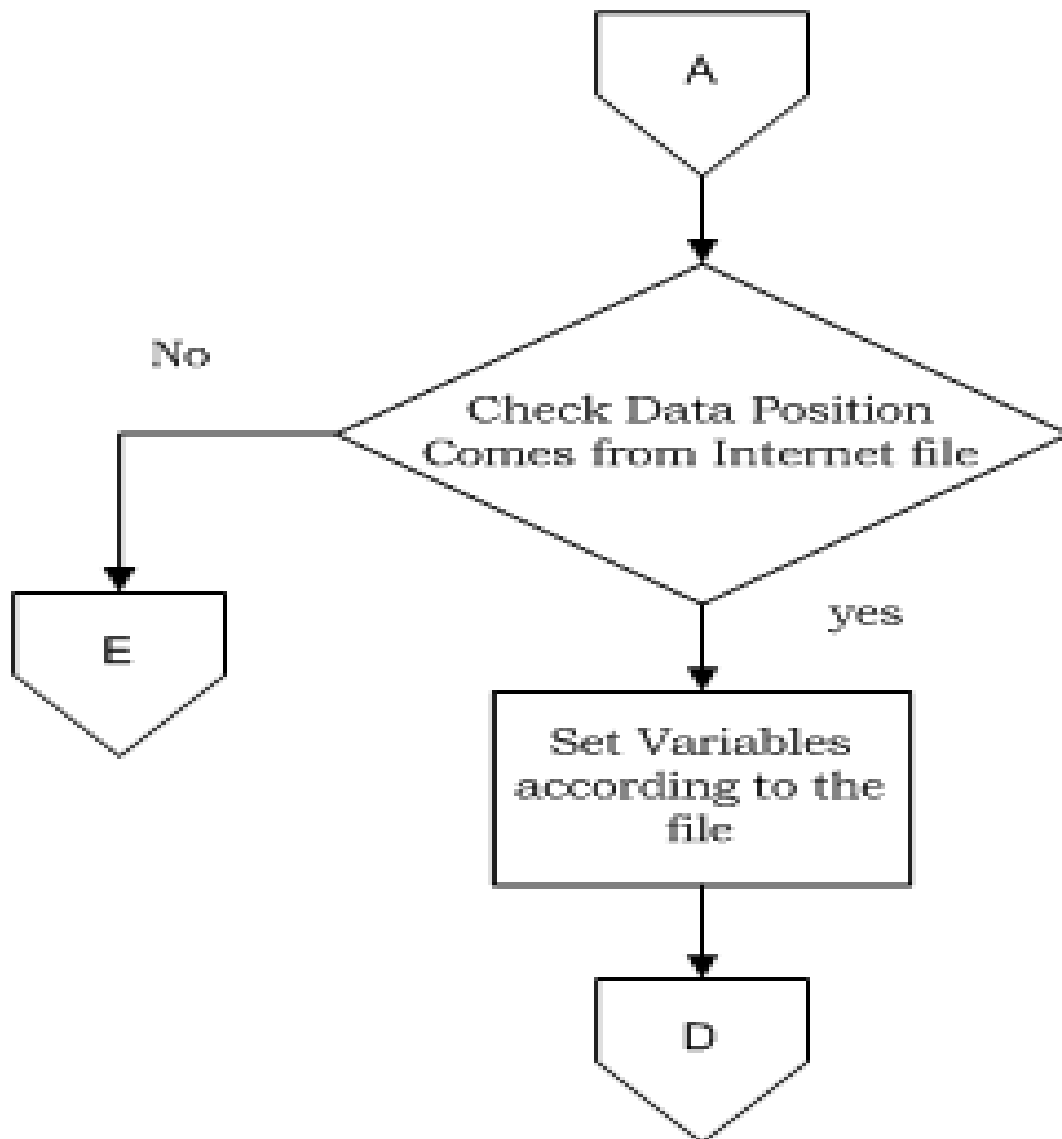 A
No
Check Data Position
Comes from Internet file
E
yes
Set Variables
according to the
file
D